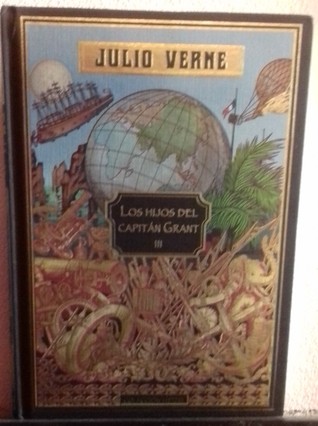 JULIO VERNE
LOS HIJOS DEL
CAPITÁN GRANT
III